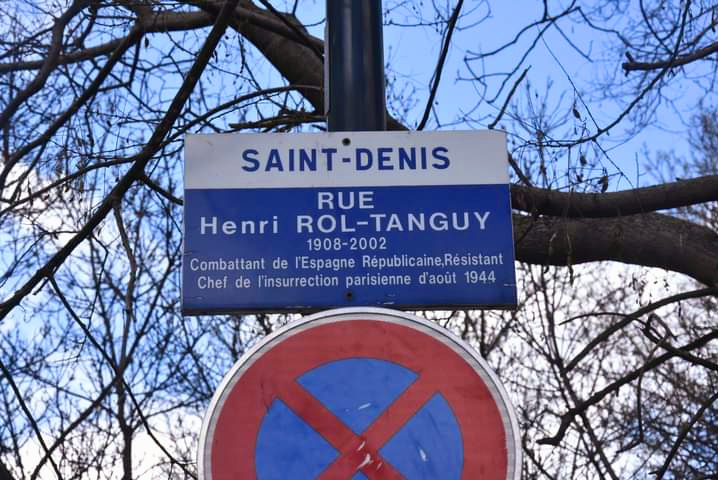 SAINT-DENIS
RUE
Henri ROL-TANGUY
1908-2002
Combattant de l'Espagne Républicaine,Résistant
Chef de l'insurrection parisienne d'août 1944